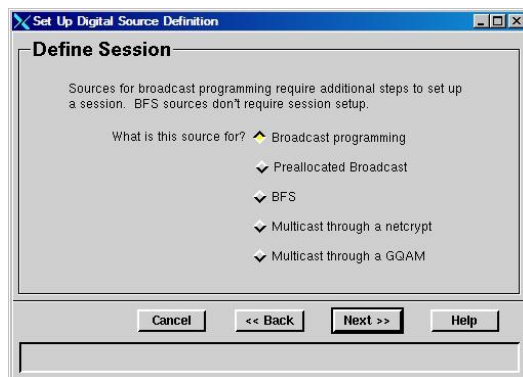 Set Up Digital Source Definition
Define Session
Sources for broadcast programming require additional steps to set up
a session. BFS sources don't require session setup.
What is this source for? Broadcast programming
Preallocated Broadcast
BFS
Multicast through a netcrypt
Multicast through a GQAM
Cancel << Back Next >> Help